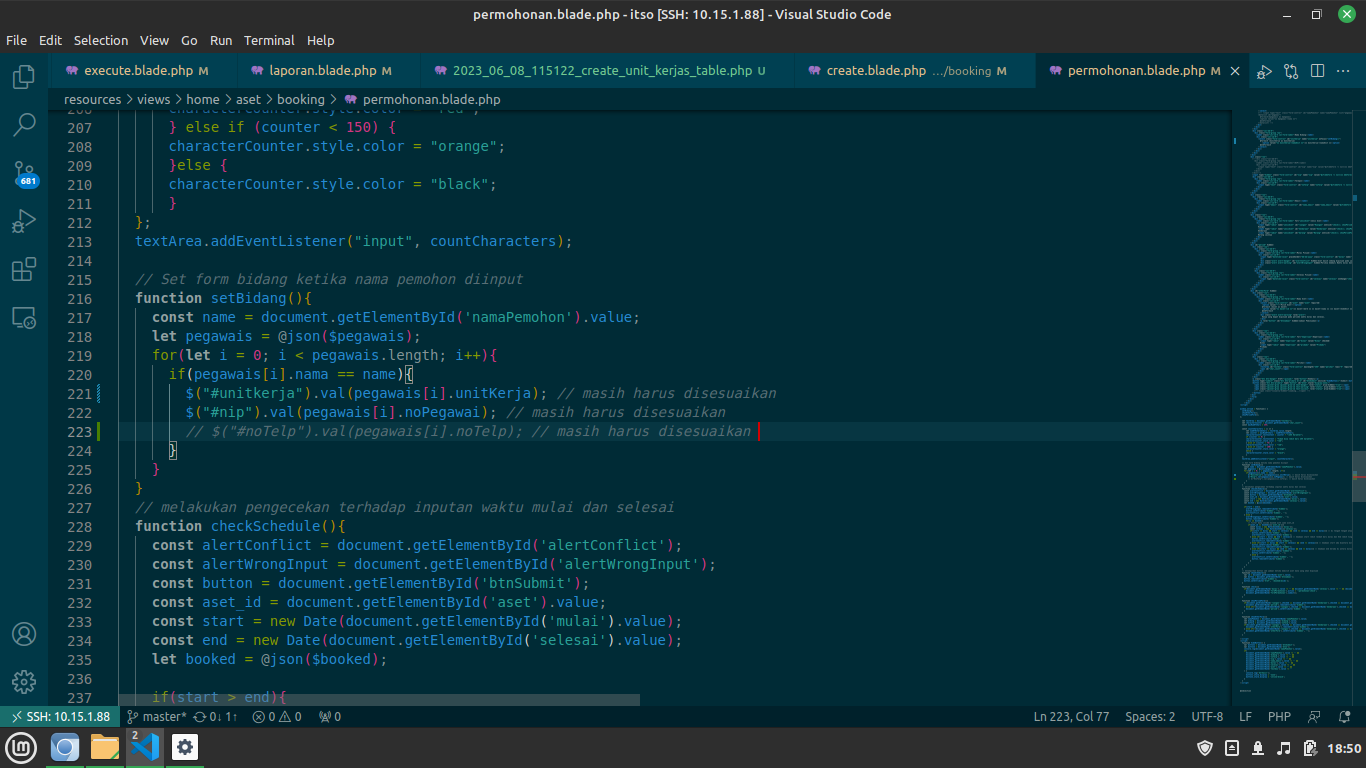 permohonan.blade.php - itso [SSH: 10.15.1.88] - Visual Studio Code
File Edit Selection View Go Run Terminal Help
execute.blade.php M laporan.blade.php M 2023_06_08_115122_create_unit_kerjas_table.php U create.blade.php .../booking M permohonan.blade.php M
resources > views > home > aset > booking > permohonan.blade.php
207 } else if (counter < 150) {
208 characterCounter.style.color = "orange";
209 }else {
210 characterCounter.style.color = "black";
211 }
212 };
213 textArea.addEventListener("input", countCharacters);
214
215 // Set form bidang ketika nama pemohon diinput
216 function setBidang(){
217 const name = document.getElementById('namaPemohon').value;
218 let pegawais = @json($pegawais);
219 for(let i = 0; i < pegawais.length; i++){
220 if(pegawais[i].nama == name){
221 $("#unitkerja").val(pegawais[i].unitKerja); // masih harus disesuaikan
222 $("#nip").val(pegawais[i].noPegawai); // masih harus disesuaikan
223 // $("#noTelp").val(pegawais[i].noTelp); // masih harus disesuaikan
224 }
225 }
226 }
227 // melakukan pengecekan terhadap inputan waktu mulai dan selesai
228 function checkSchedule(){
229 const alertConflict = document.getElementById('alertConflict');
230 const alertWrongInput = document.getElementById('alertWrongInput');
231 const button = document.getElementById('btnSubmit');
232 const aset_id = document.getElementById('aset').value;
233 const start = new Date(document.getElementById('mulai').value);
234 const end = new Date(document.getElementById('selesai').value);
235 let booked = @json($booked);
236
237 if(start > end){
681
SSH: 10.15.1.88 master* 0↓ 1↑ 0 0 0 Ln 223, Col 77 Spaces: 2 UTF-8 LF PHP
2
18:50